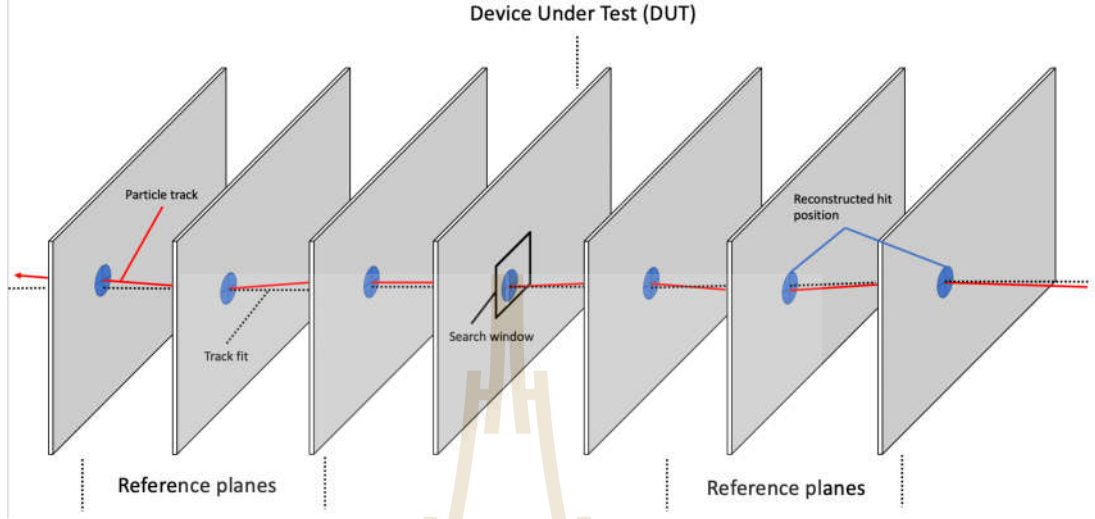 Device Under Test (DUT)
Particle track
Reconstructed hit
position
Search window
Track fit
Reference planes
Reference planes